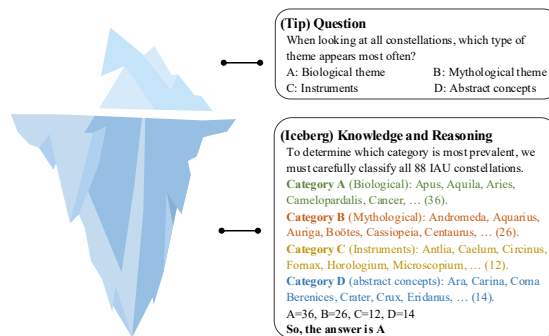 (Tip) Question
When looking at all constellations, which type of
theme appears most often?
A: Biological theme B: Mythological theme
C: Instruments D: Abstract concepts
(Iceberg) Knowledge and Reasoning
To determine which category is most prevalent, we
must carefully classify all 88 IAU constellations.
Category A (Biological): Apus, Aquila, Aries,
Camelopardalis, Cancer, … (36).
Category B (Mythological): Andromeda, Aquarius,
Auriga, Boötes, Cassiopeia, Centaurus, … (26).
Category C (Instruments): Antlia, Caelum, Circinus,
Fornax, Horologium, Microscopium, … (12).
Category D (abstract concepts): Ara, Carina, Coma
Berenices, Crater, Crux, Eridanus, … (14).
A=36, B=26, C=12, D=14
So, the answer is A